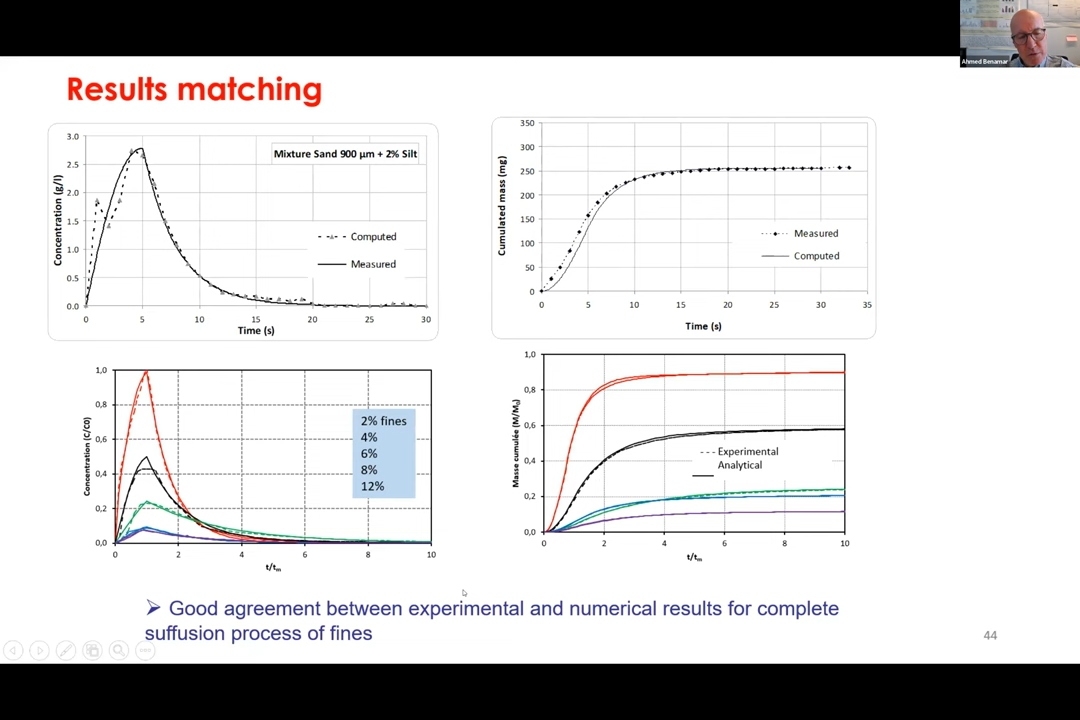 Ahmed Benamar
Results matching
3.0
2.5
2.0
1.5
1.0
0.5
0.0
Concentration (g/l)
Mixture Sand 900 µm + 2% Silt
Computed
Measured
0 5 10 15 20 25 30
Time (s)
350
300
250
200
150
100
50
0
Cumulated mass (mg)
Measured
Computed
0 5 10 15 20 25 30 35
Time (s)
1,0
0,8
0,6
0,4
0,2
0,0
Concentration (C/C0)
2% fines
4%
6%
8%
12%
0 2 4 6 8 10
t/tm
1,0
0,8
0,6
0,4
0,2
0,0
Masse cumulée (M/M0)
Experimental
Analytical
0 2 4 6 8 10
t/tm
➢ Good agreement between experimental and numerical results for complete
suffusion process of fines
44